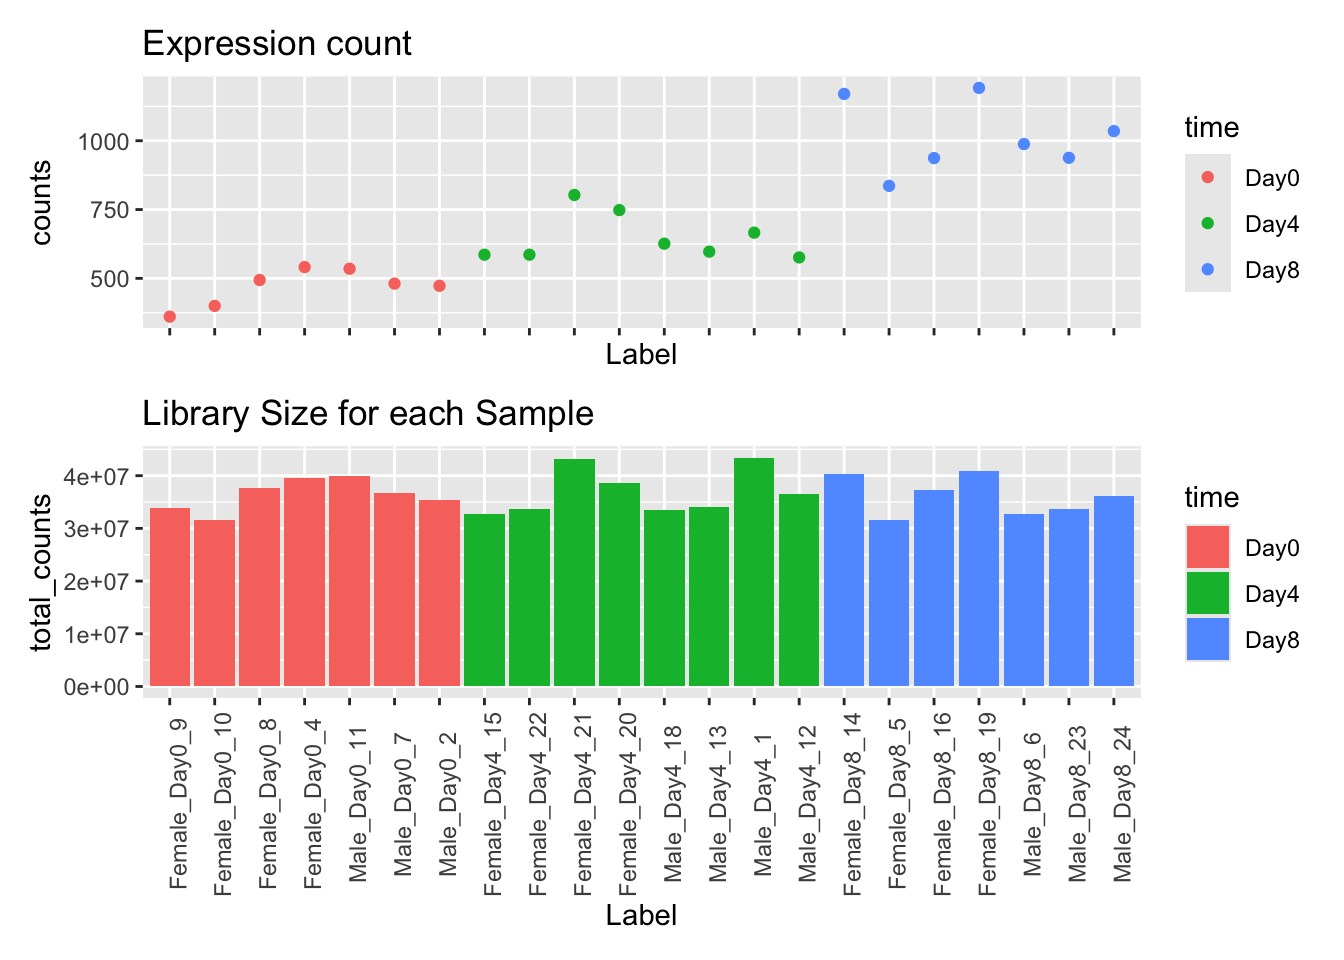 Expression count
counts
1000
750
500
Label
time
Day0
Day4
Day8
Library Size for each Sample
total_counts
4e+07
3e+07
2e+07
1e+07
0e+00
Female_Day0_9
Female_Day0_10
Female_Day0_8
Female_Day0_4
Male_Day0_11
Male_Day0_7
Male_Day0_2
Female_Day4_15
Female_Day4_22
Female_Day4_21
Female_Day4_20
Male_Day4_18
Male_Day4_13
Male_Day4_1
Male_Day4_12
Female_Day8_14
Female_Day8_5
Female_Day8_16
Female_Day8_19
Male_Day8_6
Male_Day8_23
Male_Day8_24
Label
time
Day0
Day4
Day8